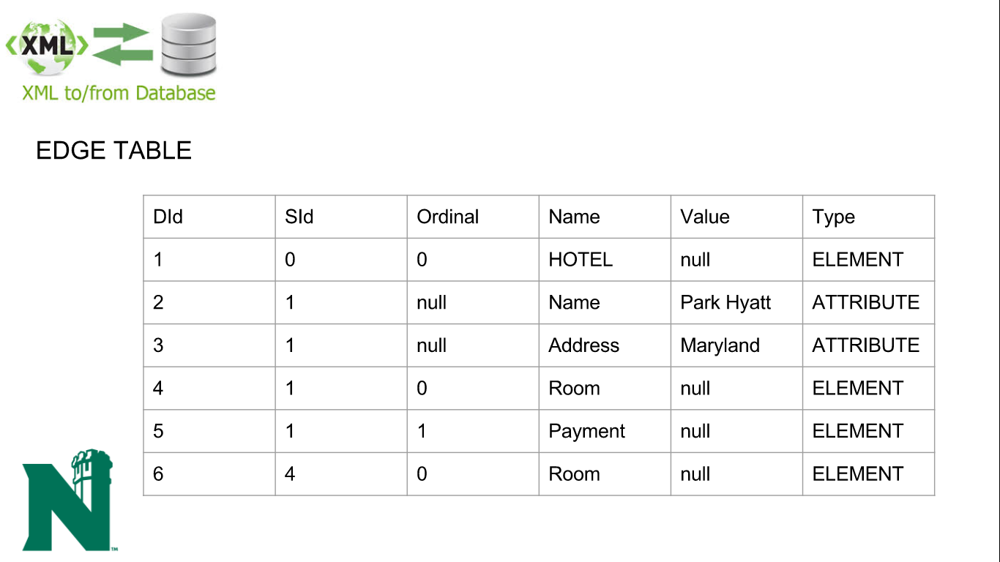 <XML>
XML to/from Database
EDGE TABLE
DId SId Ordinal Name Value Type
1 0 0 HOTEL null ELEMENT
2 1 null Name Park Hyatt ATTRIBUTE
3 1 null Address Maryland ATTRIBUTE
4 1 0 Room null ELEMENT
5 1 1 Payment null ELEMENT
6 4 0 Room null ELEMENT
N
TM